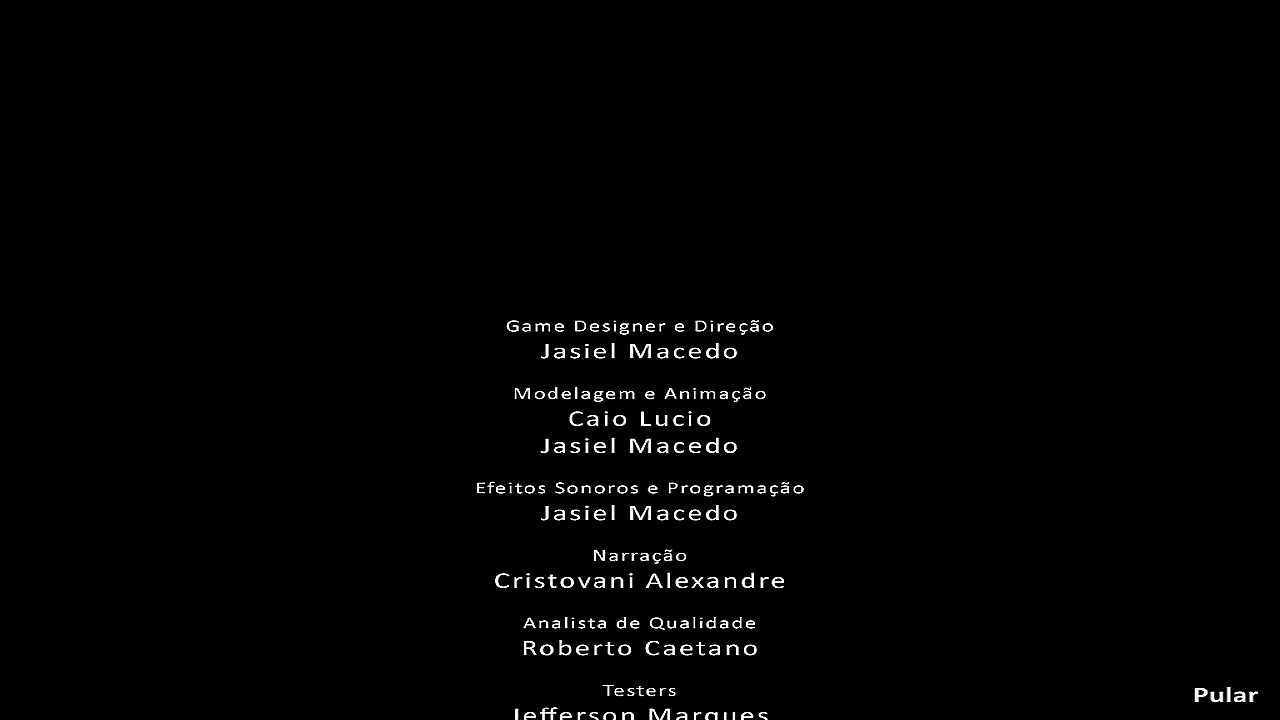 Game Designer e Direção
Jasiel Macedo
Modelagem e Animação
Caio Lucio
Jasiel Macedo
Efeitos Sonoros e Programação
Jasiel Macedo
Narração
Cristovani Alexandre
Analista de Qualidade
Roberto Caetano
Testers
Jefferson Marques
Pular